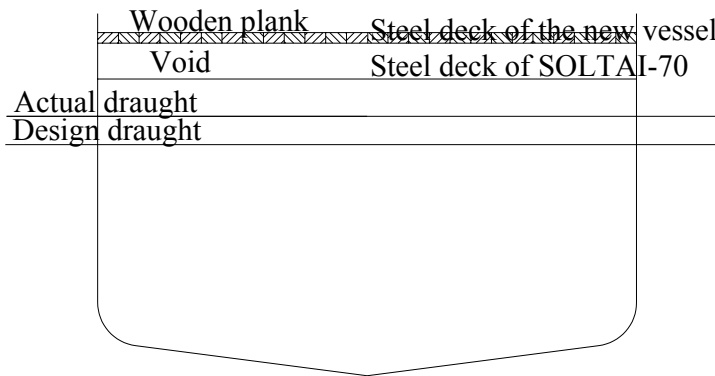 Wooden plank
Steel deck of the new vessel
Void
Steel deck of SOLTAI-70
Actual draught
Design draught